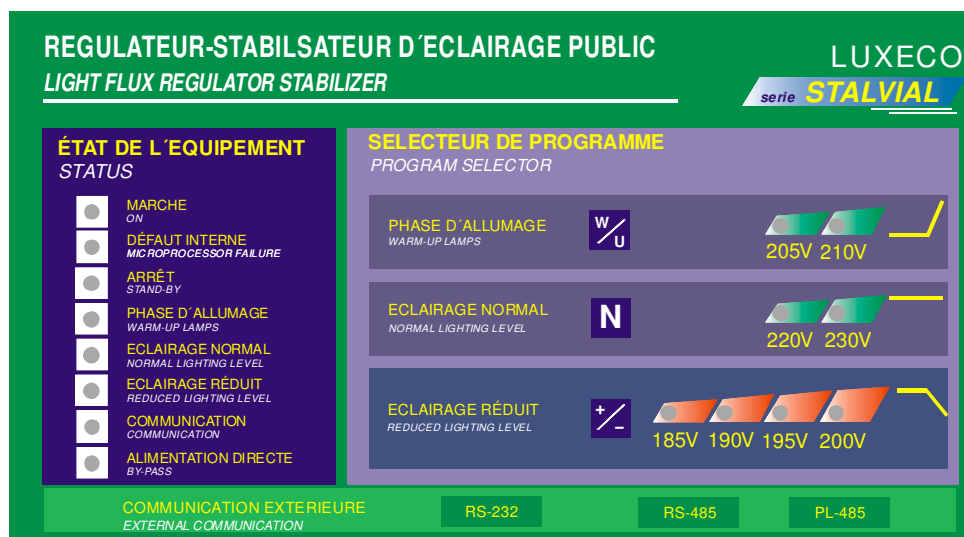 REGULATEUR-STABILSATEUR D´ECLAIRAGE PUBLIC
LIGHT FLUX REGULATOR STABILIZER
LUXECO
serie STALVIAL
ÉTAT DE L´EQUIPEMENT
STATUS
MARCHE
ON
DÉFAUT INTERNE
MICROPROCESSOR FAILURE
ARRÊT
STAND-BY
PHASE D´ALLUMAGE
WARM-UP LAMPS
ECLAIRAGE NORMAL
NORMAL LIGHTING LEVEL
ECLAIRAGE RÉDUIT
REDUCED LIGHTING LEVEL
COMMUNICATION
COMMUNICATION
ALIMENTATION DIRECTE
BY-PASS
SELECTEUR DE PROGRAMME
PROGRAM SELECTOR
PHASE D´ALLUMAGE
WARM-UP LAMPS
W/U
205V 210V
ECLAIRAGE NORMAL
NORMAL LIGHTING LEVEL
N
220V 230V
ECLAIRAGE RÉDUIT
REDUCED LIGHTING LEVEL
+/-
185V 190V 195V 200V
COMMUNICATION EXTERIEURE
EXTERNAL COMMUNICATION
RS-232
RS-485
PL-485